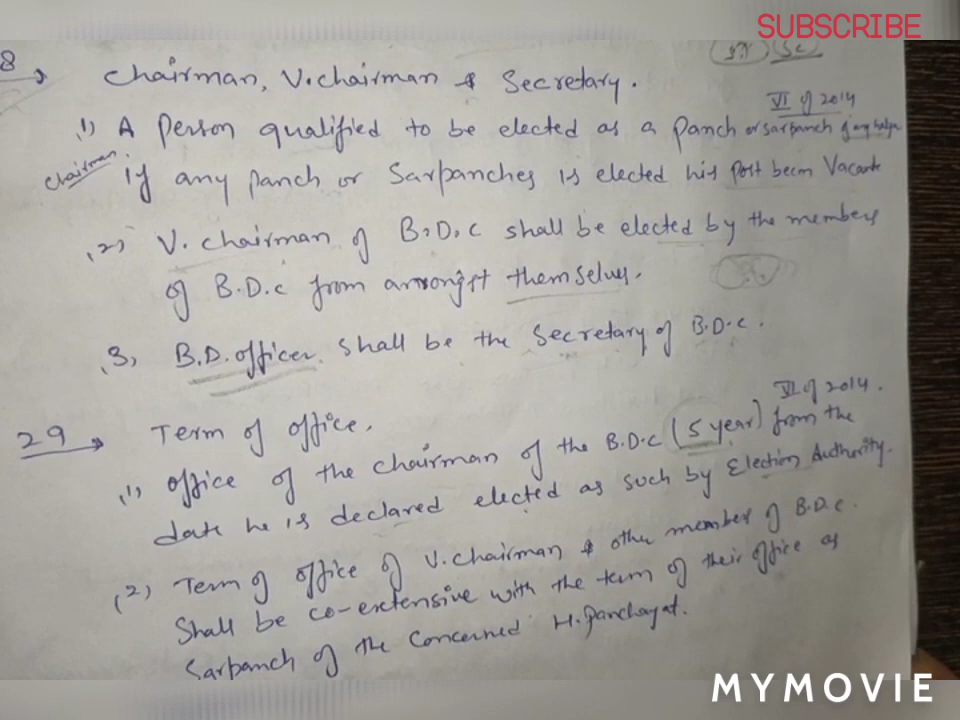 SUBSCRIBE
8 → Chairman, V.chairman & Secretary.
VI of 2014
(1) A Person qualified to be elected as a panch or sarpanch of any halqa
Chairman.
If any panch or Sarpanches is elected his post becm Vacante
(2) V. chairman of B.D.C shall be elected by the members
of B.D.C from amongst themselves.
(3) B.D. officer. shall be the Secretary of B.D.C.
29 → Term of office.
VI of 2014.
(1) office of the chairman of the B.D.C (5 year) from the
date he is declared elected as such by Election Authority.
(2) Term of office of V.chairman & other member of B.D.C.
Shall be co-extensive with the term of their office as
Sarpanch of the Concerned H.panchayat.
MYMOVIE